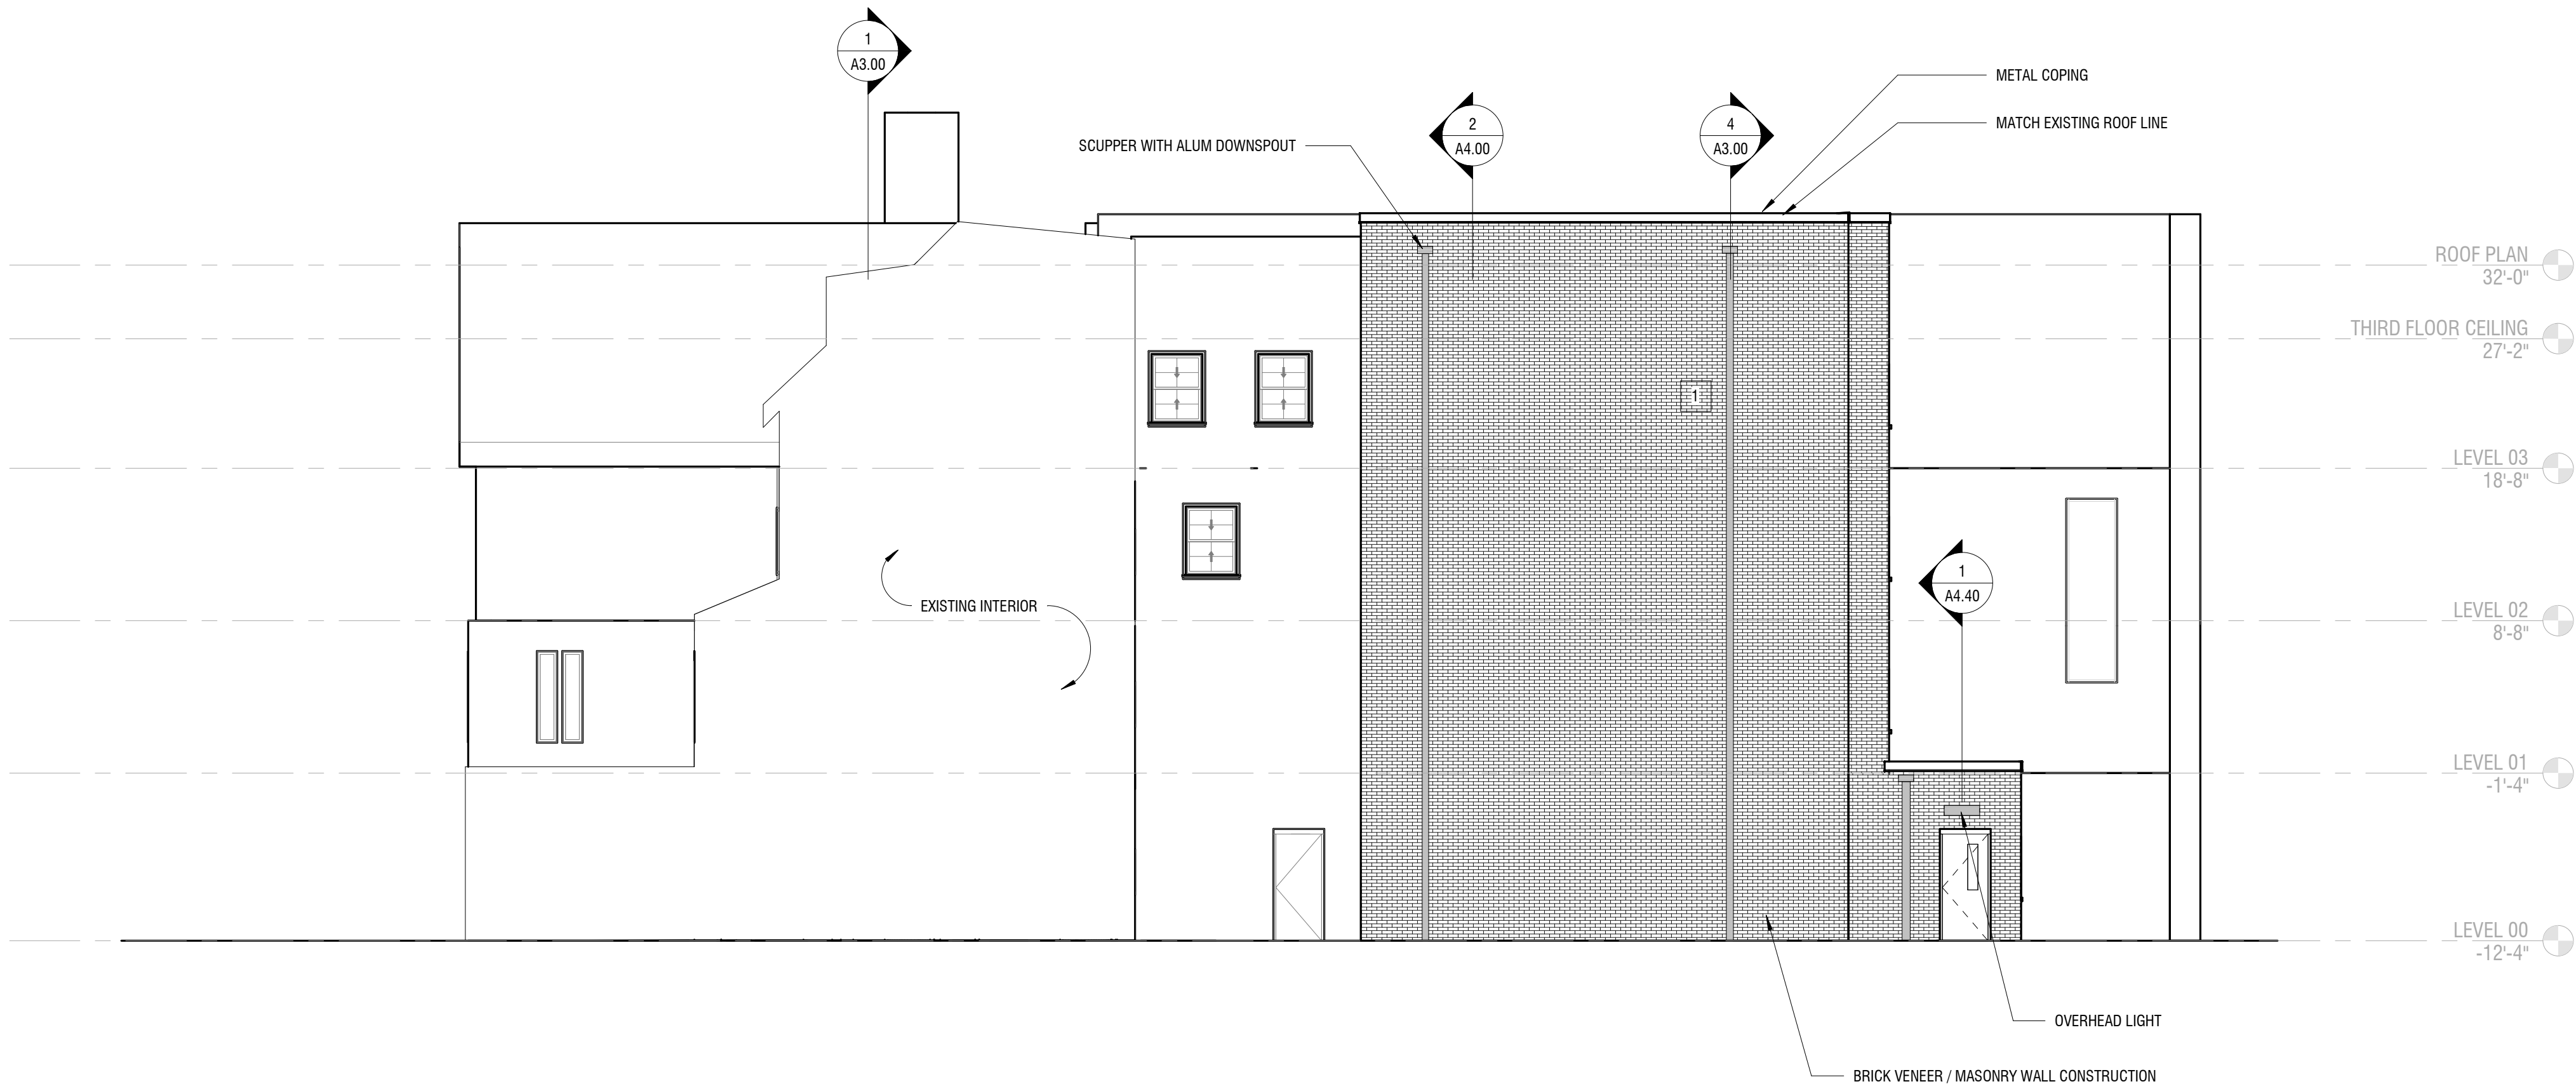 1
A3.00
METAL COPING
2
A4.00
4
A3.00
MATCH EXISTING ROOF LINE
SCUPPER WITH ALUM DOWNSPOUT
ROOF PLAN
32'-0"
THIRD FLOOR CEILING
27'-2"
1
LEVEL 03
18'-8"
1
A4.40
EXISTING INTERIOR
LEVEL 02
8'-8"
LEVEL 01
-1'-4"
LEVEL 00
-12'-4"
OVERHEAD LIGHT
BRICK VENEER / MASONRY WALL CONSTRUCTION